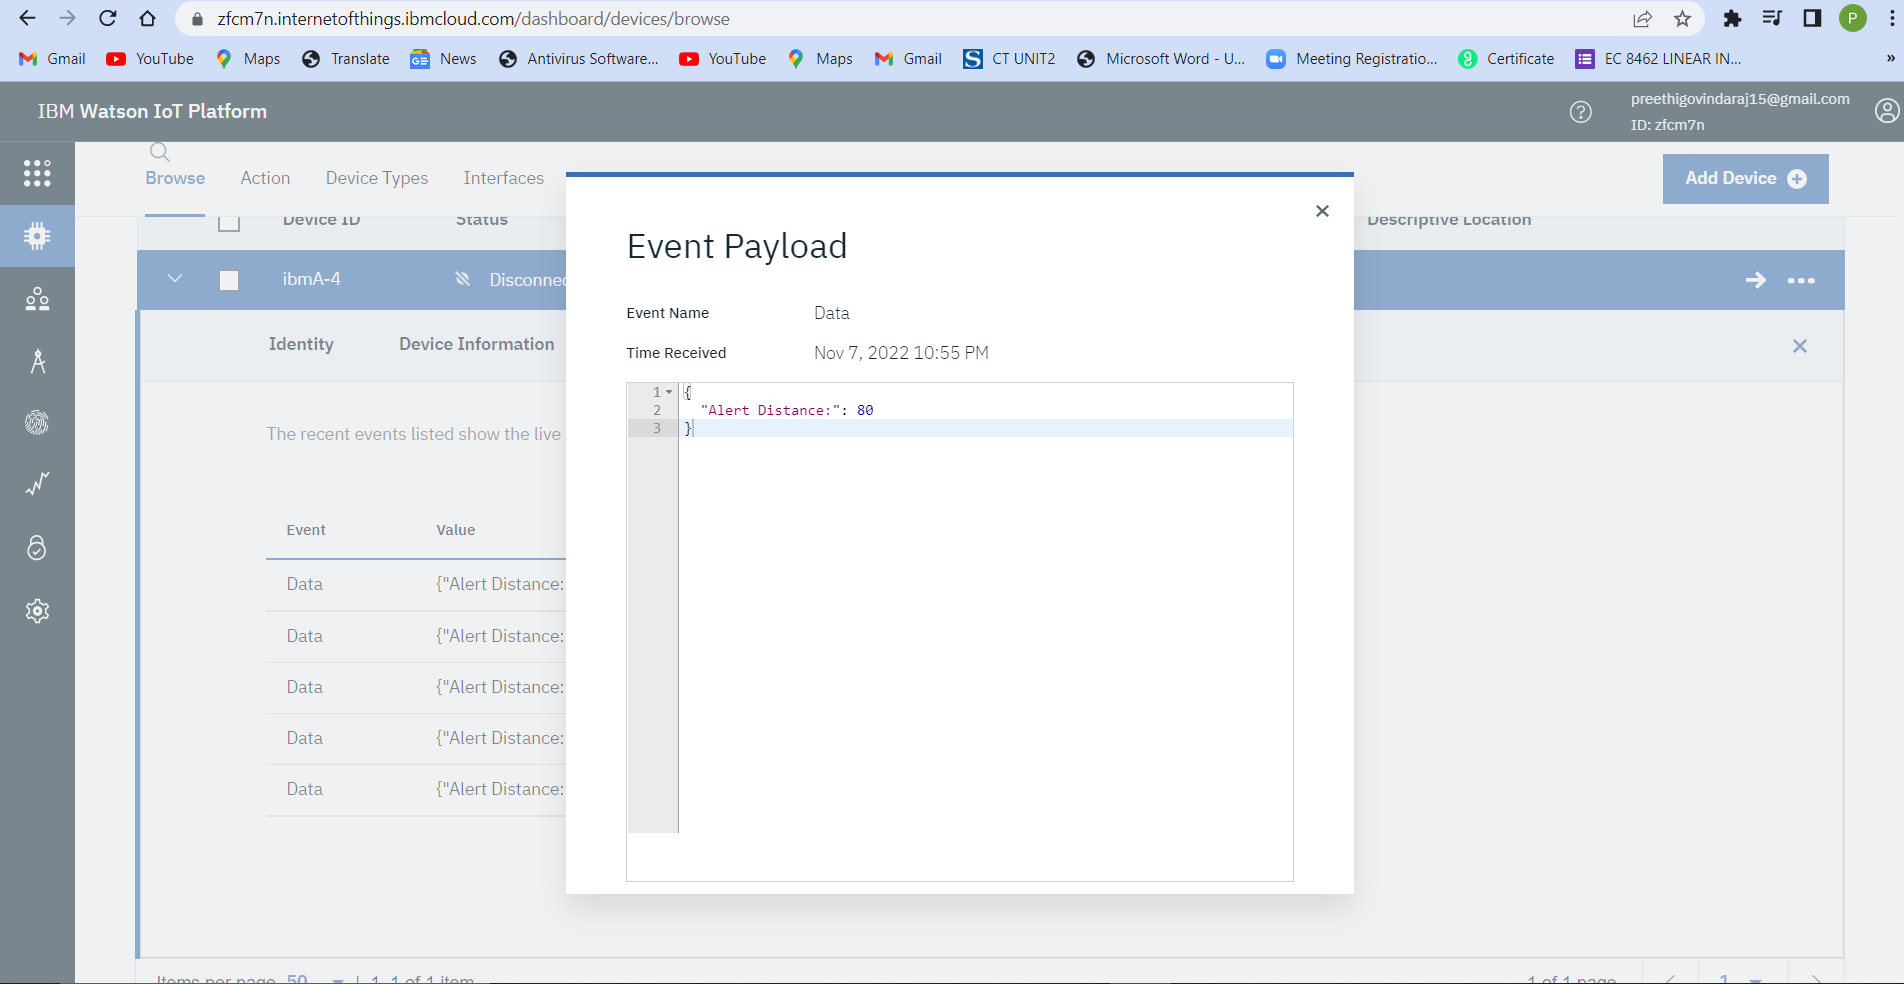 zfcm7n.internetofthings.ibmcloud.com/dashboard/devices/browse
P
Gmail YouTube Maps Translate News Antivirus Software... YouTube Maps Gmail S CT UNIT2 Microsoft Word - U... Meeting Registratio... Certificate EC 8462 LINEAR IN... »
IBM Watson IoT Platform
preethigovindaraj15@gmail.com
ID: zfcm7n
Browse Action Device Types Interfaces
Add Device
Device ID Status Descriptive Location
ibmA-4 Disconnec
Identity Device Information
The recent events listed show the live
Event Value
Data {"Alert Distance:
Data {"Alert Distance:
Data {"Alert Distance:
Data {"Alert Distance:
Data {"Alert Distance:
Event Payload
Event Name Data
Time Received Nov 7, 2022 10:55 PM
1 {
2 "Alert Distance:": 80
3 }
Items per page 50 | 1-1 of 1 item
1 of 1 page 1